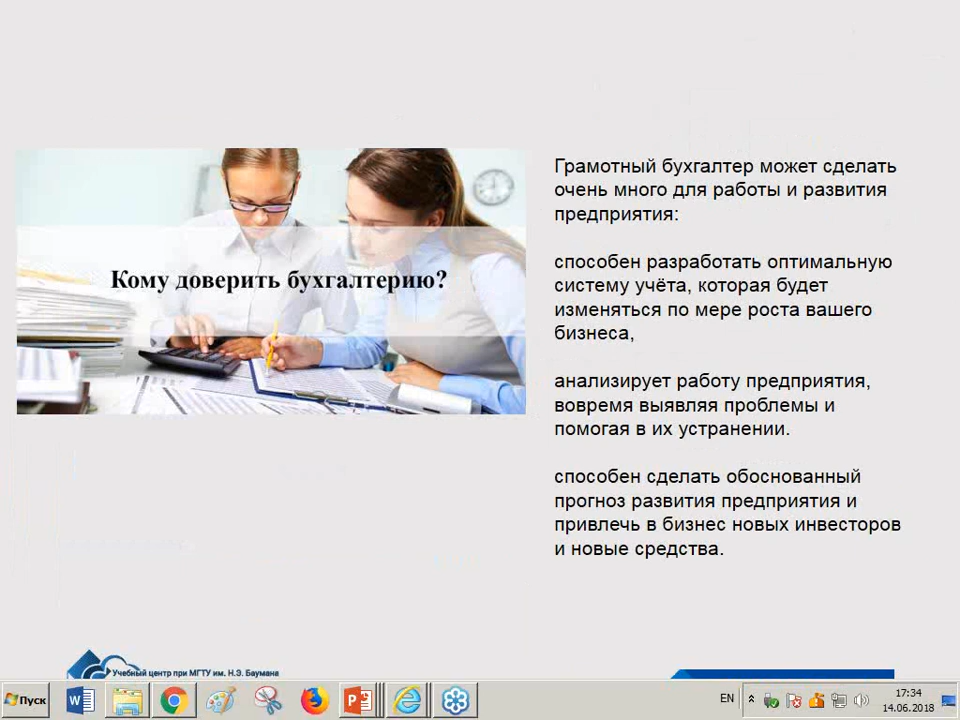 Кому доверить бухгалтерию?
Грамотный бухгалтер может сделать
очень много для работы и развития
предприятия:
способен разработать оптимальную
систему учёта, которая будет
изменяться по мере роста вашего
бизнеса,
анализирует работу предприятия,
вовремя выявляя проблемы и
помогая в их устранении.
способен сделать обоснованный
прогноз развития предприятия и
привлечь в бизнес новых инвесторов
и новые средства.
Учебный центр при МГТУ им. Н.Э. Баумана
Пуск
EN
17:34
14.06.2018